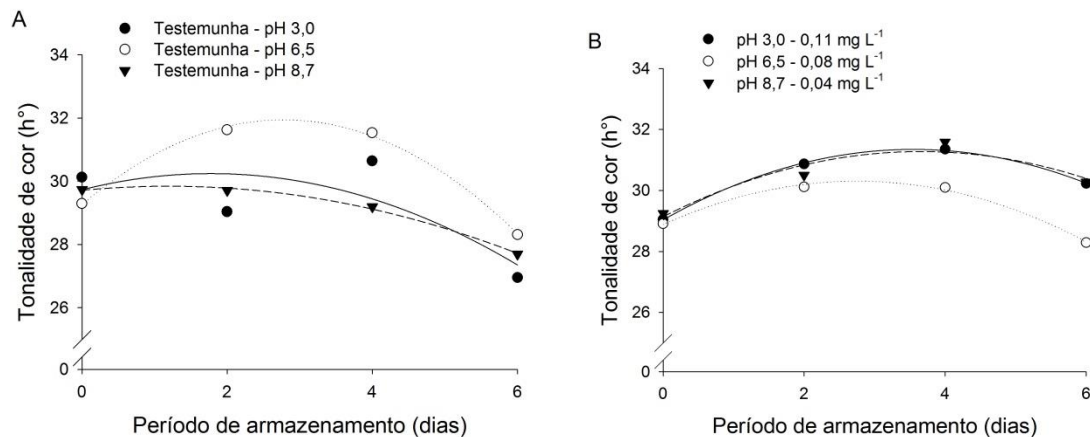 A
Testemunha - pH 3,0
Testemunha - pH 6,5
Testemunha - pH 8,7
34
32
30
28
26
0
Tonalidade de cor (h°)
0
2
4
6
Período de armazenamento (dias)
B
pH 3,0 - 0,11 mg L⁻¹
pH 6,5 - 0,08 mg L⁻¹
pH 8,7 - 0,04 mg L⁻¹
34
32
30
28
26
0
Tonalidade de cor (h°)
0
2
4
6
Período de armazenamento (dias)